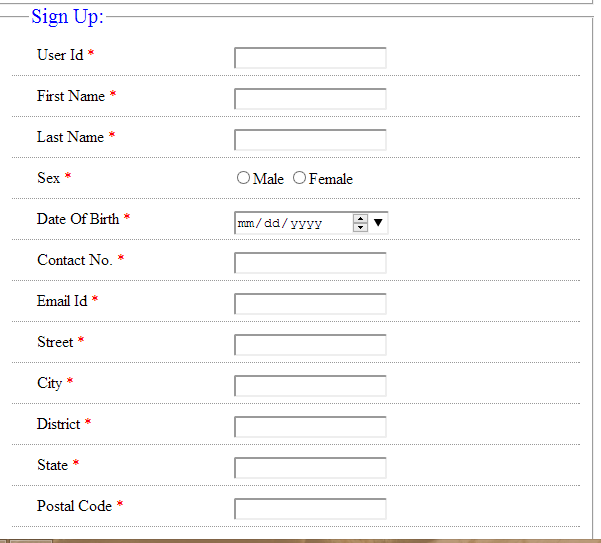 Sign Up:
User Id *
First Name *
Last Name *
Sex * Male Female
Date Of Birth * mm/dd/yyyy
Contact No. *
Email Id *
Street *
City *
District *
State *
Postal Code *